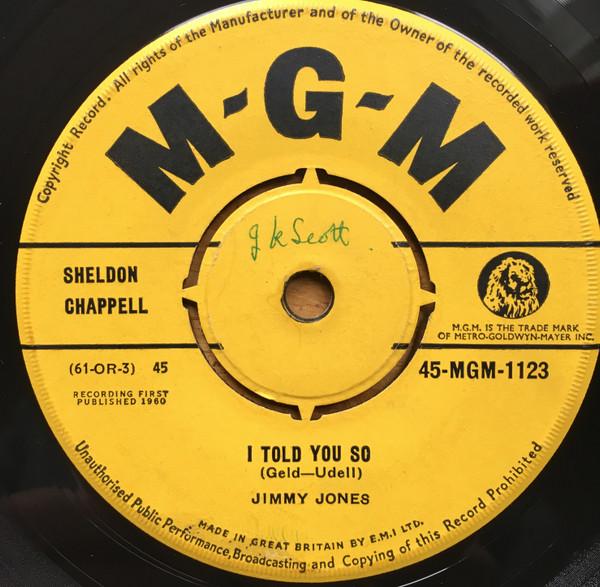 Copyright Record. All rights of the Manufacturer and of the Owner of the recorded work reserved
M-G-M
J k Scott
SHELDON
CHAPPELL
M.G.M. IS THE TRADE MARK
OF METRO-GOLDWYN-MAYER INC.
(61-OR-3) 45
45-MGM-1123
RECORDING FIRST
PUBLISHED 1960
I TOLD YOU SO
(Geld—Udell)
JIMMY JONES
MADE IN GREAT BRITAIN BY E.M.I LTD.
Unauthorised Public Performance, Broadcasting and Copying of this Record Prohibited